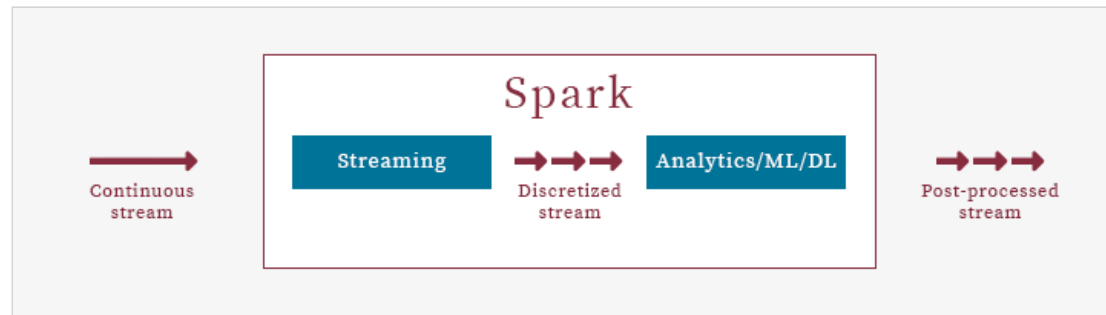 Spark
Streaming
Analytics/ML/DL
Continuous
stream
Discretized
stream
Post-processed
stream